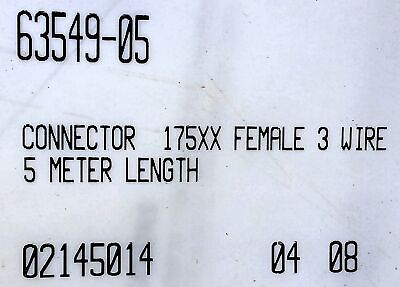 63549-05
CONNECTOR 175XX FEMALE 3 WIRE
5 METER LENGTH
02145014 04 08